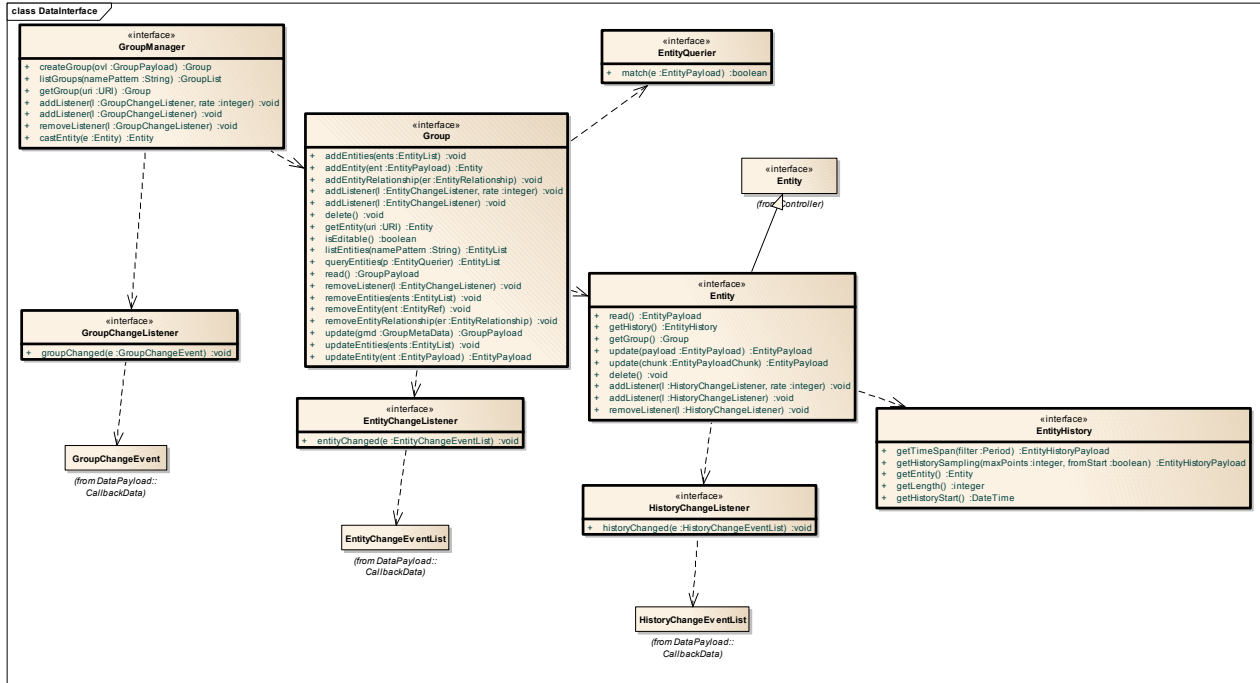 class DataInterface
«interface»
GroupManager
+ createGroup(ovl :GroupPayload) :Group
+ listGroups(namePattern :String) :GroupList
+ getGroup(uri :URI) :Group
+ addListener(l :GroupChangeListener, rate :integer) :void
+ addListener(l :GroupChangeListener) :void
+ removeListener(l :GroupChangeListener) :void
+ castEntity(e :Entity) :Entity
«interface»
EntityQuerier
+ match(e :EntityPayload) :boolean
«interface»
Group
+ addEntities(ents :EntityList) :void
+ addEntity(ent :EntityPayload) :Entity
+ addEntityRelationship(er :EntityRelationship) :void
+ addListener(l :EntityChangeListener, rate :integer) :void
+ addListener(l :EntityChangeListener) :void
+ delete() :void
+ getEntity(uri :URI) :Entity
+ isEditable() :boolean
+ listEntities(namePattern :String) :EntityList
+ queryEntities(p :EntityQuerier) :EntityList
+ read() :GroupPayload
+ removeListener(l :EntityChangeListener) :void
+ removeEntities(ents :EntityList) :void
+ removeEntity(ent :EntityRef) :void
+ removeEntityRelationship(er :EntityRelationship) :void
+ update(gmd :GroupMetaData) :GroupPayload
+ updateEntities(ents :EntityList) :void
+ updateEntity(ent :EntityPayload) :EntityPayload
«interface»
Entity
(from Controller)
«interface»
Entity
+ read() :EntityPayload
+ getHistory() :EntityHistory
+ getGroup() :Group
+ update(payload :EntityPayload) :EntityPayload
+ update(chunk :EntityPayloadChunk) :EntityPayload
+ delete() :void
+ addListener(l :HistoryChangeListener, rate :integer) :void
+ addListener(l :HistoryChangeListener) :void
+ removeListener(l :HistoryChangeListener) :void
«interface»
GroupChangeListener
+ groupChanged(e :GroupChangeEvent) :void
«interface»
EntityChangeListener
+ entityChanged(e :EntityChangeEventList) :void
«interface»
EntityHistory
+ getTimeSpan(filter :Period) :EntityHistoryPayload
+ getHistorySampling(maxPoints :integer, fromStart :boolean) :EntityHistoryPayload
+ getEntity() :Entity
+ getLength() :integer
+ getHistoryStart() :DateTime
GroupChangeEvent
(from DataPayload::
CallbackData)
«interface»
HistoryChangeListener
+ historyChanged(e :HistoryChangeEventList) :void
EntityChangeEventList
(from DataPayload::
CallbackData)
HistoryChangeEventList
(from DataPayload::
CallbackData)